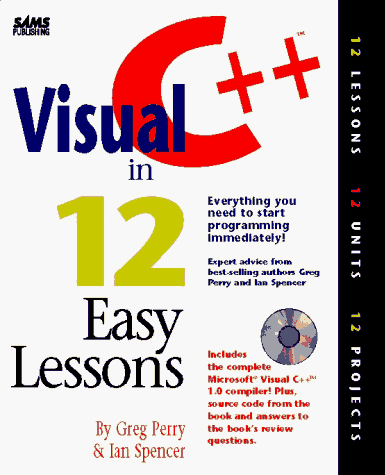 SAMS
PUBLISHING
Visual C++™
in
12
Easy
Lessons
Everything you
need to start
programming
immediately!
Expert advice from
best-selling authors Greg
Perry and Ian Spencer
Includes
the complete
Microsoft® Visual C++™
1.0 compiler! Plus,
source code from the
book and answers to
the book's review
questions.
By Greg Perry
& Ian Spencer
12 LESSONS 12 UNITS 12 PROJECTS